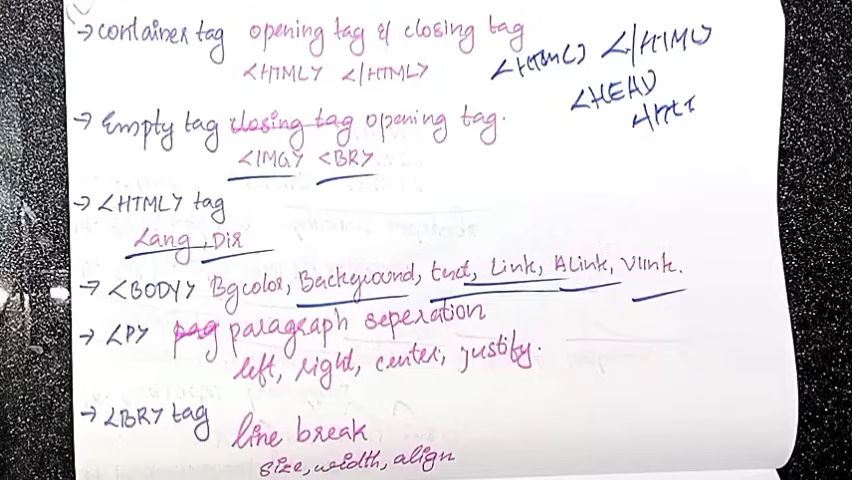 → container tag opening tag & closing tag
<HTML> </HTML>
<HTML> </HTML>
<HEAD>
→ Empty tag closing tag opening tag.
<IMG> <BR>
→ <HTML> tag
Lang, Dir
→ <BODY> Bgcolor, Background, text, Link, ALink, Vlink.
→ <P> pag paragraph seperation
left, right, center, justify.
→ <BR> tag line break
size, width, align